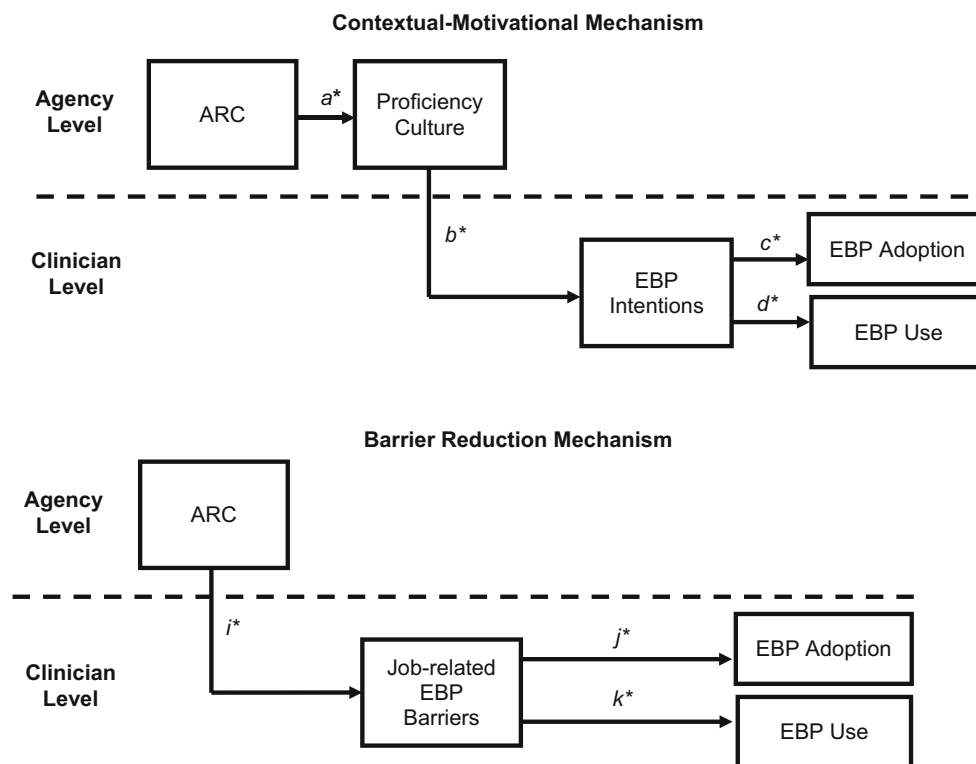 Contextual-Motivational Mechanism
Agency
Level
ARC
a*
Proficiency
Culture
b*
Clinician
Level
EBP
Intentions
c*
EBP Adoption
d*
EBP Use
Barrier Reduction Mechanism
Agency
Level
ARC
i*
Clinician
Level
Job-related
EBP
Barriers
j*
EBP Adoption
k*
EBP Use